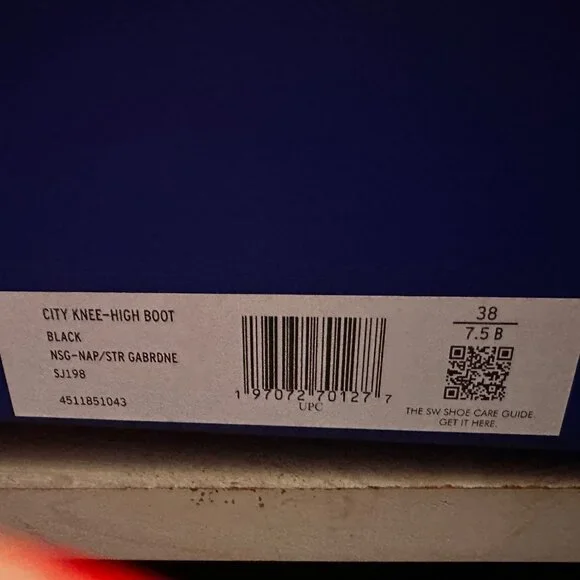 CITY KNEE-HIGH BOOT
BLACK
NSG-NAP/STR GABRDNE
SJ198
4511851043
1 97072 70127 7
UPC
38
7.5 B
THE SW SHOE CARE GUIDE.
GET IT HERE.